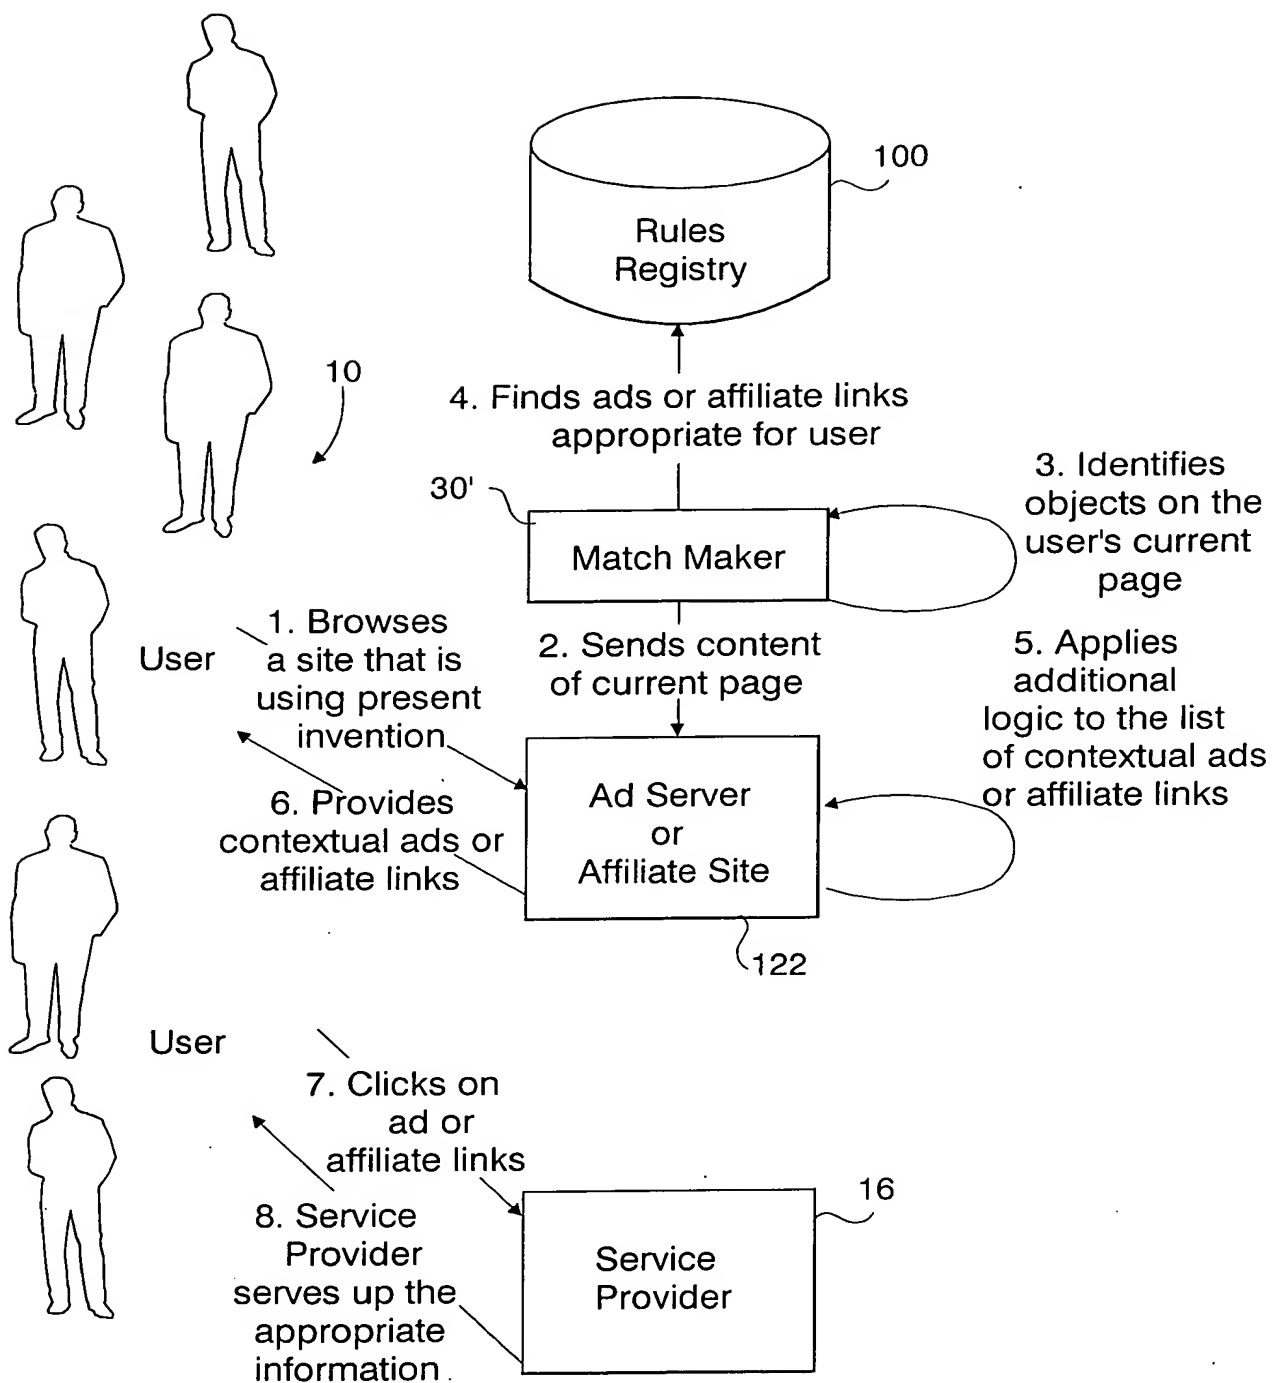 100
Rules
Registry
10
4. Finds ads or affiliate links
appropriate for user
30'
Match Maker
3. Identifies
objects on the
user's current
page
User
1. Browses
a site that is
using present
invention
2. Sends content
of current page
5. Applies
additional
logic to the list
of contextual ads
or affiliate links
6. Provides
contextual ads or
affiliate links
Ad Server
or
Affiliate Site
122
User
7. Clicks on
ad or
affiliate links
16
8. Service
Provider
serves up the
appropriate
information
Service
Provider